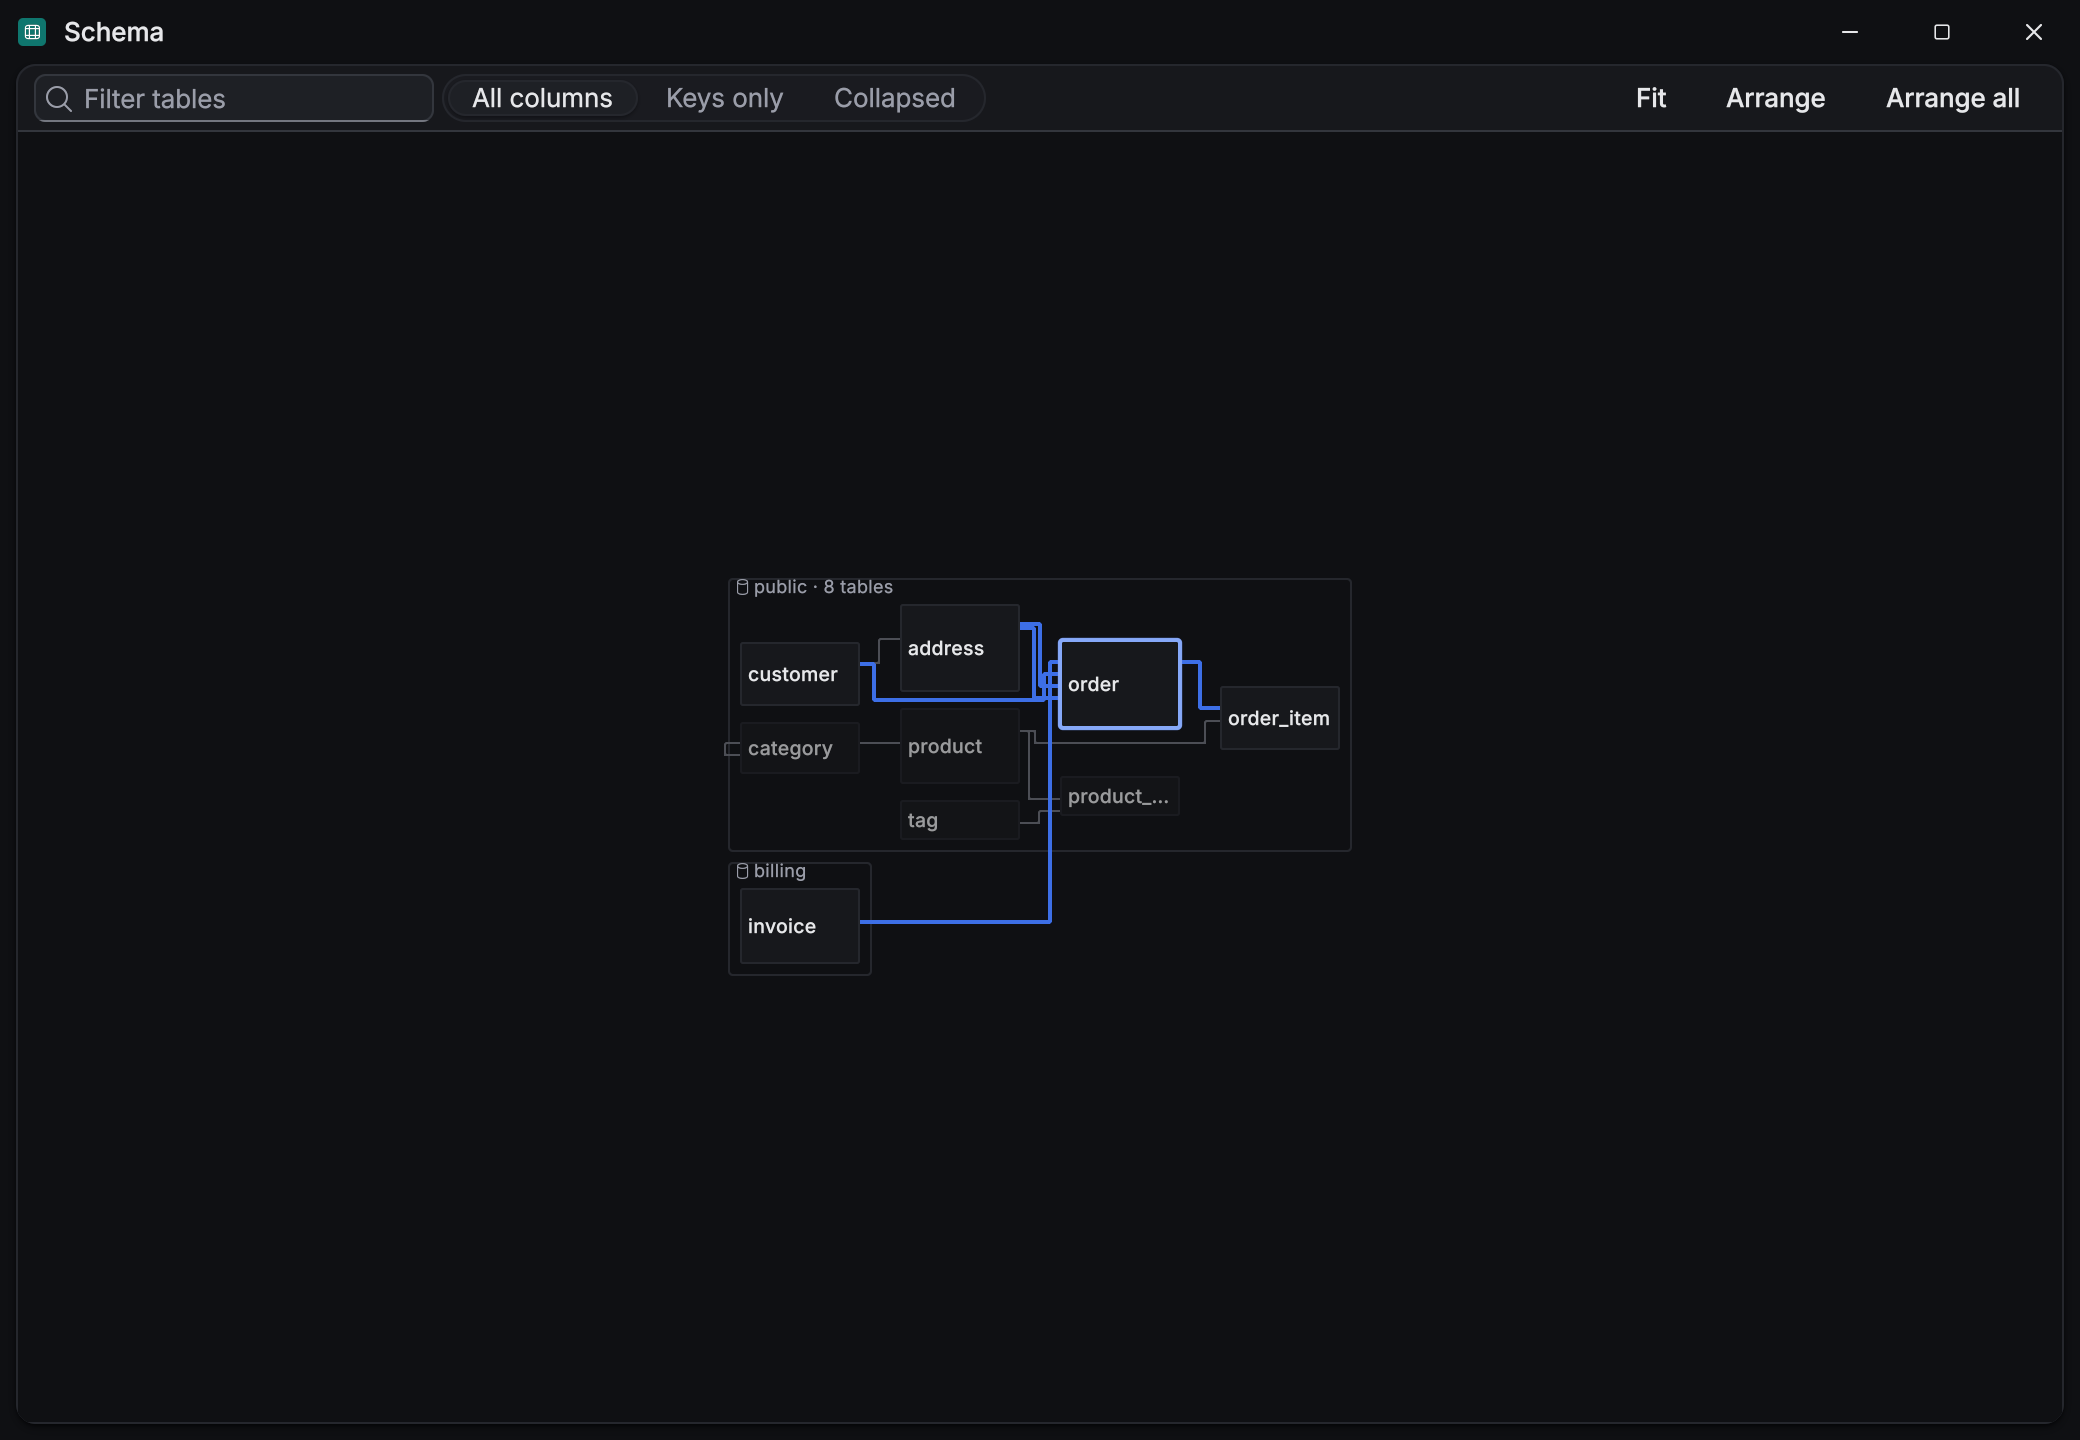 Schema
Filter tables
All columns
Keys only
Collapsed
Fit
Arrange
Arrange all
public · 8 tables
address
customer
order
order_item
category
product
product_...
tag
billing
invoice